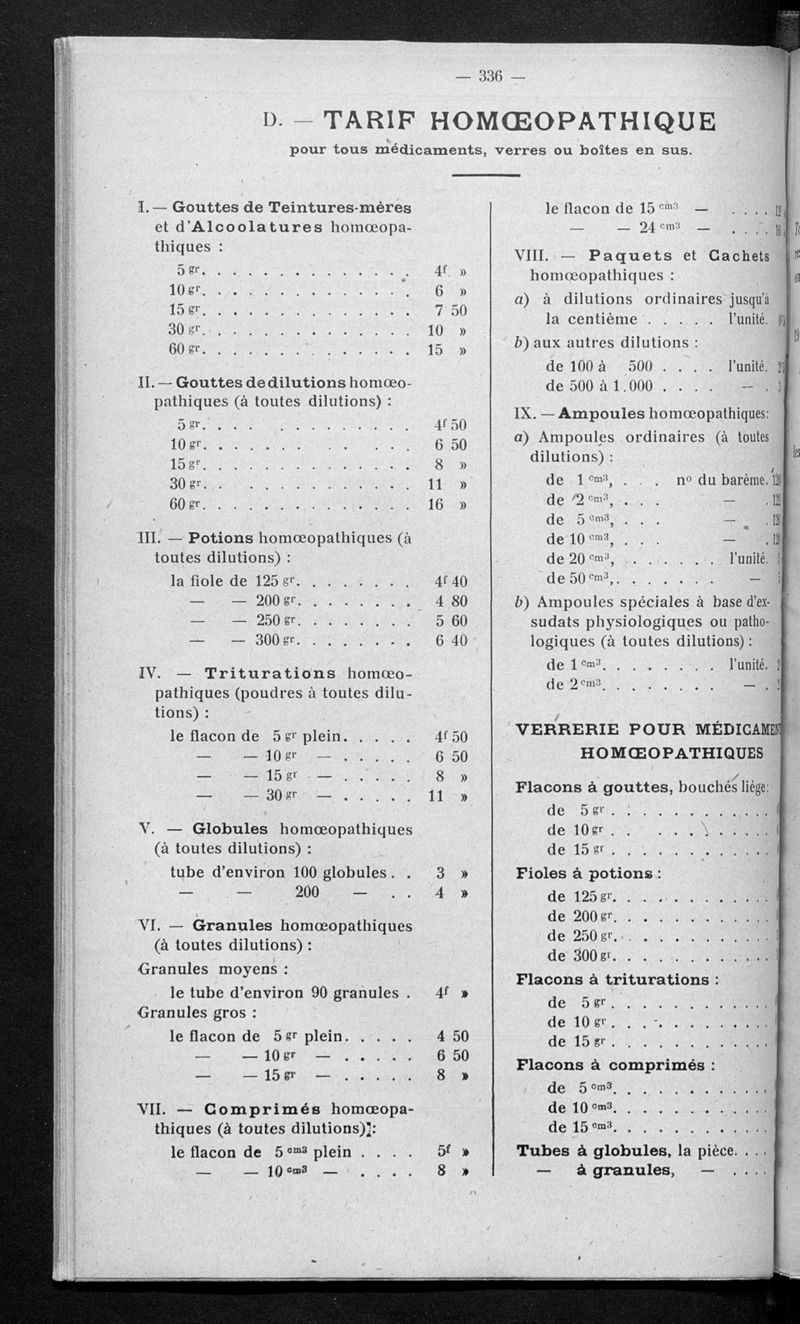 — 336 —
D. — TARIF HOMŒOPATHIQUE
pour tous médicaments, verres ou boîtes en sus.
I. — Gouttes de Teintures-mères
et d'Alcoolatures homœopa-
thiques :
5 gr. . . . . . . . . . . . . . 4f »
10 gr. . . . . . . . . . . . . . 6 »
15 gr. . . . . . . . . . . . . . 7 50
30 gr. . . . . . . . . . . . . . 10 »
60 gr. . . . . . . . . . . . . . 15 »
II. — Gouttes de dilutions homœo-
pathiques (à toutes dilutions) :
5 gr. . . . . . . . . . . . . . 4f 50
10 gr. . . . . . . . . . . . . . 6 50
15 gr. . . . . . . . . . . . . . 8 »
30 gr. . . . . . . . . . . . . . 11 »
60 gr. . . . . . . . . . . . . . 16 »
III. — Potions homœopathiques (à
toutes dilutions) :
la fiole de 125 gr. . . . . . . . 4f 40
— — 200 gr. . . . . . . . 4 80
— — 250 gr. . . . . . . . 5 60
— — 300 gr. . . . . . . . 6 40
IV. — Triturations homœo-
pathiques (poudres à toutes dilu-
tions) :
le flacon de 5 gr plein. . . . . 4f 50
— — 10 gr — . . . . . 6 50
— — 15 gr — . . . . . 8 »
— — 30 gr — . . . . . 11 »
V. — Globules homœopathiques
(à toutes dilutions) :
tube d'environ 100 globules. . 3 »
— — 200 — . . 4 »
VI. — Granules homœopathiques
(à toutes dilutions) :
Granules moyens :
le tube d'environ 90 granules . 4f »
Granules gros :
le flacon de 5 gr plein. . . . . 4 50
— — 10 gr — . . . . . 6 50
— — 15 gr — . . . . . 8 »
VII. — Comprimés homœopa-
thiques (à toutes dilutions) :
le flacon de 5 cm3 plein . . . . 5f »
— — 10 cm3 — . . . . 8 »
le flacon de 15 cm3 — . . . .
— — 24 cm3 — . . . .
VIII. — Paquets et Cachets
homœopathiques :
a) à dilutions ordinaires jusqu'à
la centième . . . . . l'unité.
b) aux autres dilutions :
de 100 à 500 . . . . l'unité.
de 500 à 1.000 . . . . — .
IX. — Ampoules homœopathiques:
a) Ampoules ordinaires (à toutes
dilutions) :
de 1 cm3, . . . no du barème.
de 2 cm3, . . . — .
de 5 cm3, . . . — .
de 10 cm3, . . . — .
de 20 cm3, . . . . . . l'unité.
de 50 cm3,. . . . . . . —
b) Ampoules spéciales à base d'ex-
sudats physiologiques ou patho-
logiques (à toutes dilutions) :
de 1 cm3. . . . . . . . l'unité.
de 2 cm3. . . . . . . . — .
VERRERIE POUR
HOMŒOPATHIQUES
Flacons à gouttes, bouchés liège:
de 5 gr . . . . . . . . . . .
de 10 gr . . . . . . . . . . .
de 15 gr . . . . . . . . . . .
Fioles à potions :
de 125 gr. . . . . . . . . . .
de 200 gr. . . . . . . . . . .
de 250 gr. . . . . . . . . . .
de 300 gr. . . . . . . . . . .
Flacons à triturations :
de 5 gr . . . . . . . . . . .
de 10 gr . . . . . . . . . . .
de 15 gr . . . . . . . . . . .
Flacons à comprimés :
de 5 cm3. . . . . . . . . . .
de 10 cm3. . . . . . . . . . .
de 15 cm3. . . . . . . . . . .
Tubes à globules, la pièce. . . .
— à granules, — . . . .